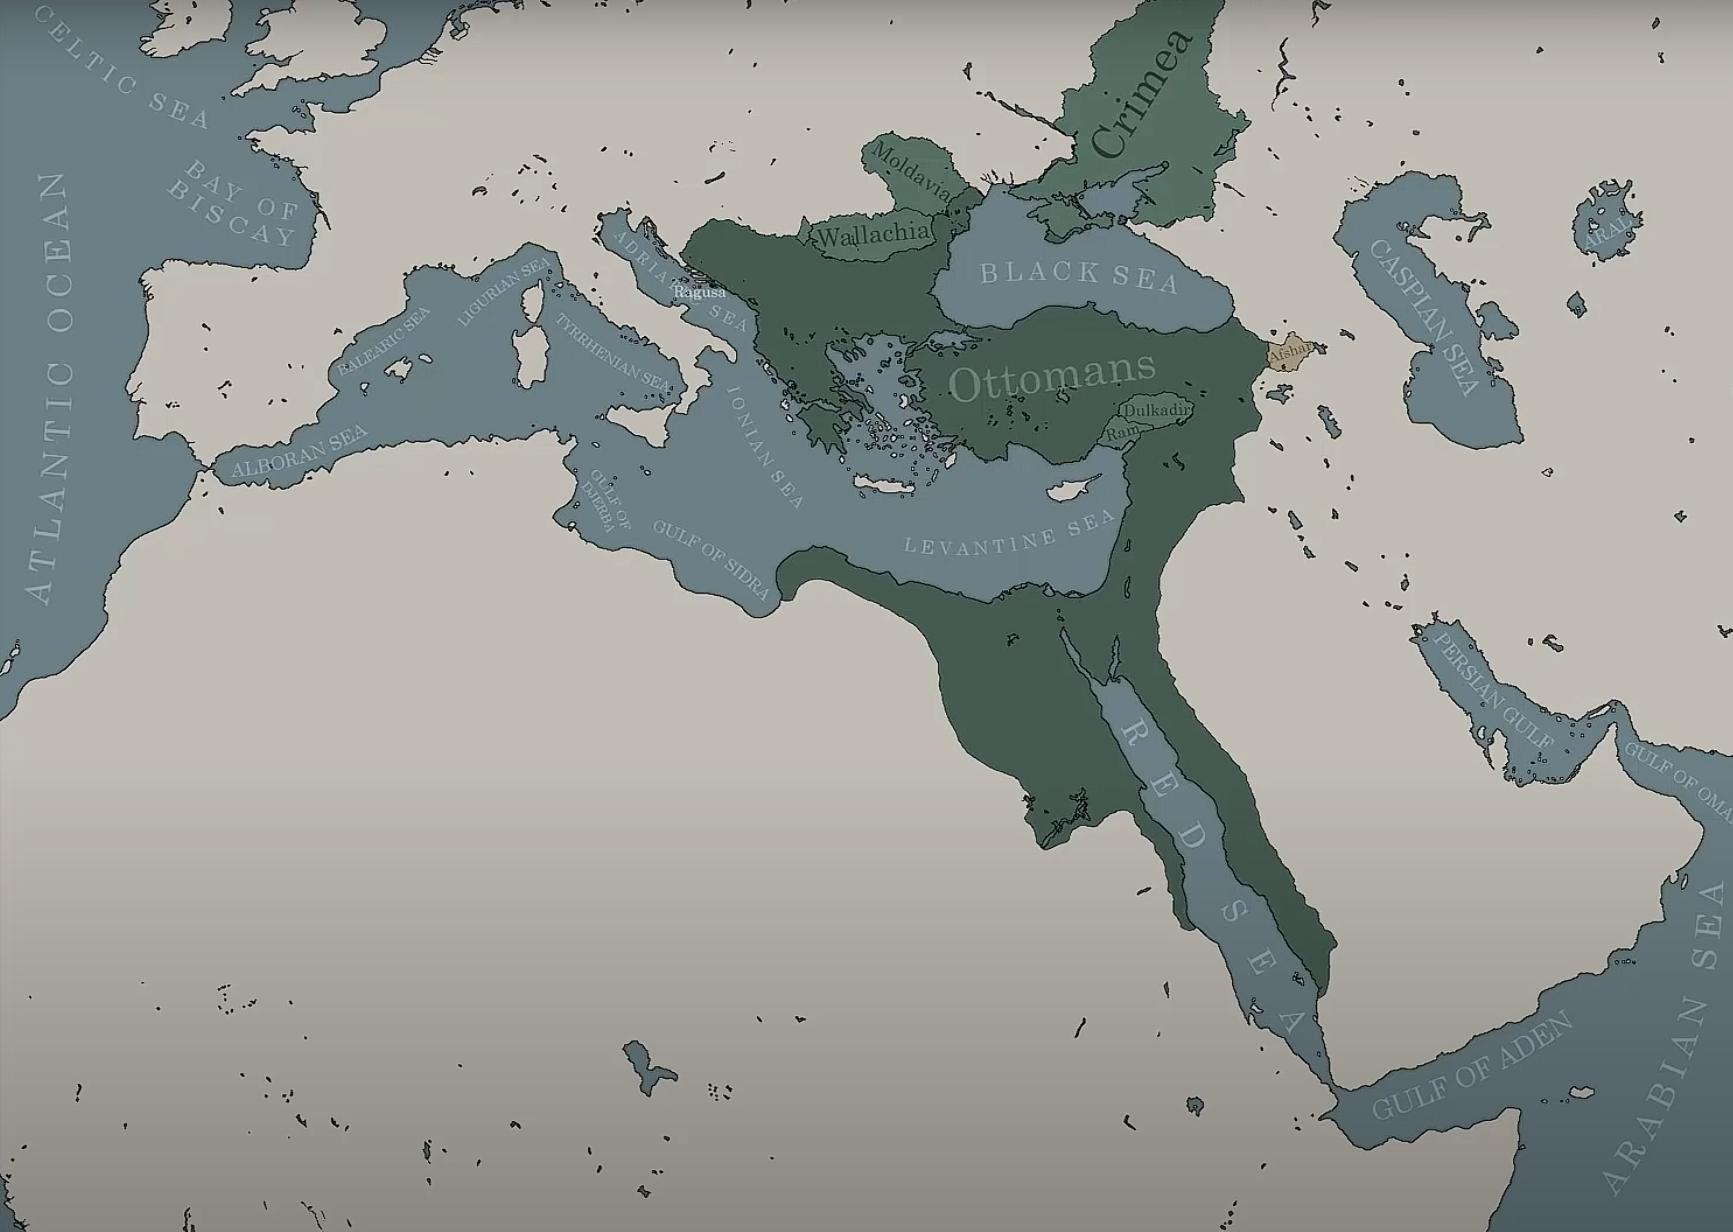 CELTIC SEA
Crimea
BAY OF
BISCAY
Moldavia
ATLANTIC OCEAN
Wallachia
ARAL
ADRIATIC SEA
BLACK SEA
CASPIAN SEA
LIGURIAN SEA
Ragusa
BALEARIC SEA
TYRRHENIAN SEA
Afshar
Ottomans
Dulkadir
Ram
IONIAN SEA
ALBORAN SEA
GULF OF
DJERBA
GULF OF SIDRA
LEVANTINE SEA
PERSIAN GULF
RED SEA
GULF OF OMA
ARABIAN SEA
GULF OF ADEN